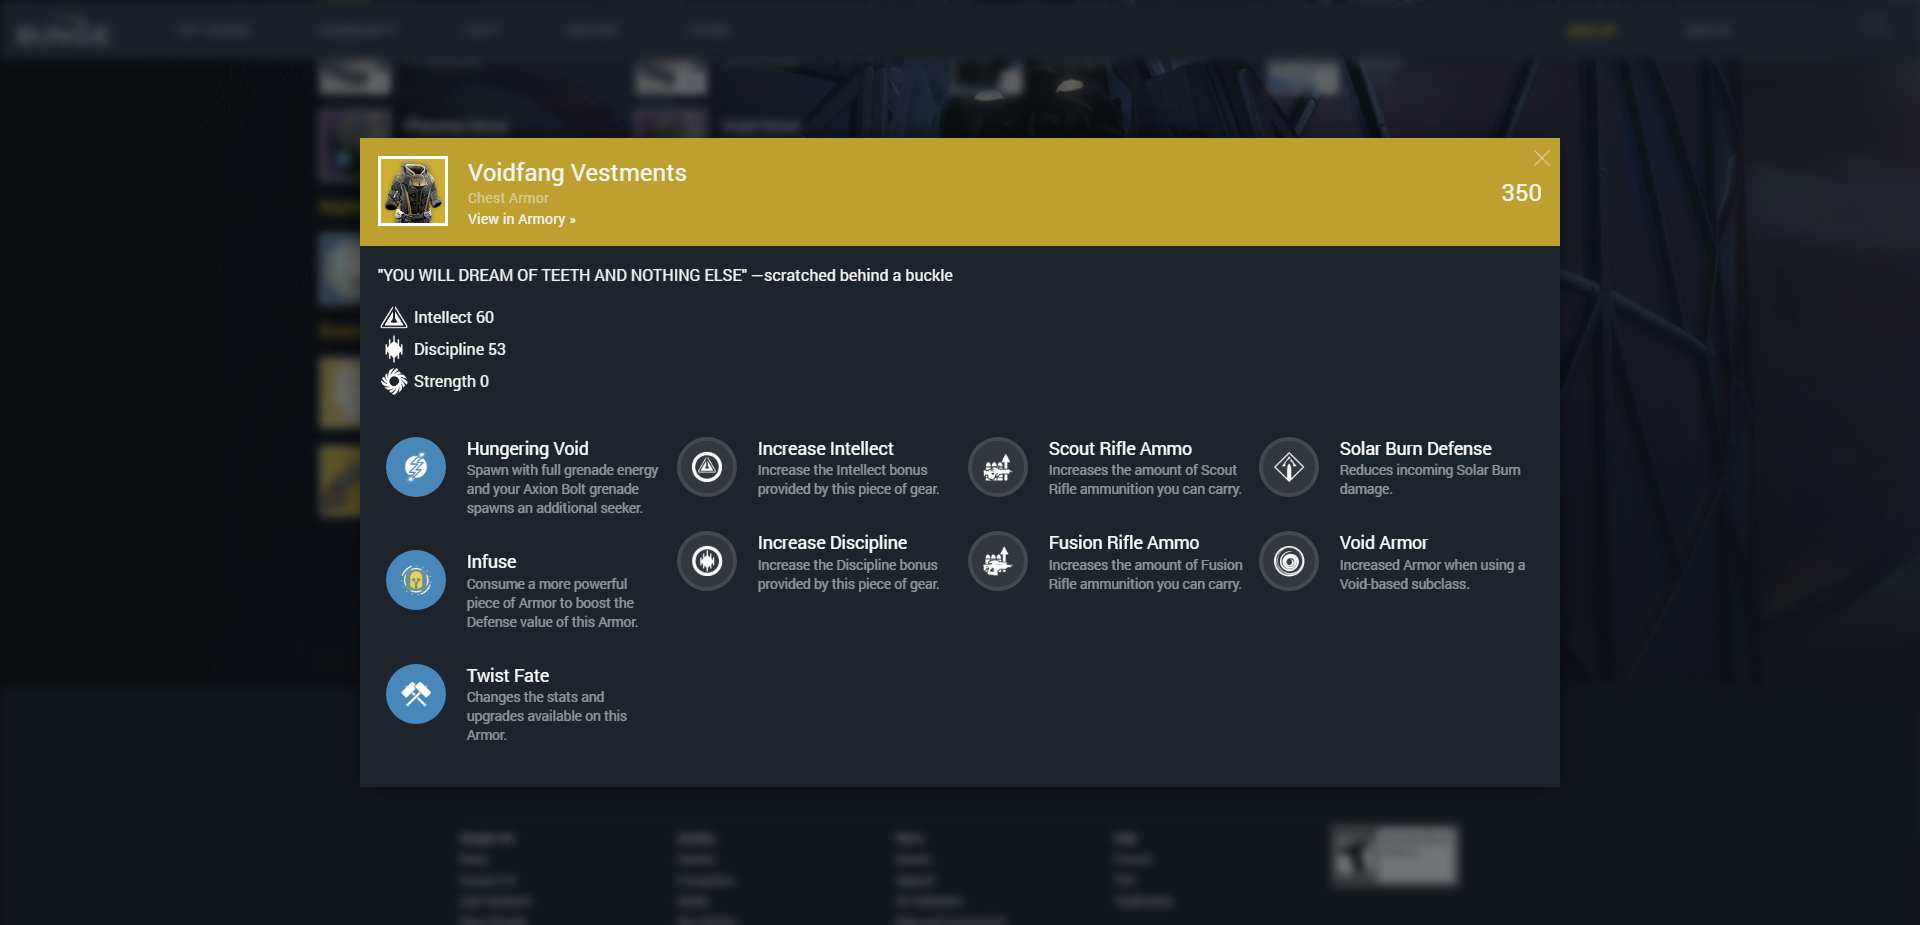 Voidfang Vestments
Chest Armor
View in Armory »
350
"YOU WILL DREAM OF TEETH AND NOTHING ELSE" —scratched behind a buckle
Intellect 60
Discipline 53
Strength 0
Hungering Void
Spawn with full grenade energy
and your Axion Bolt grenade
spawns an additional seeker.
Infuse
Consume a more powerful
piece of Armor to boost the
Defense value of this Armor.
Twist Fate
Changes the stats and
upgrades available on this
Armor.
Increase Intellect
Increase the Intellect bonus
provided by this piece of gear.
Increase Discipline
Increase the Discipline bonus
provided by this piece of gear.
Scout Rifle Ammo
Increases the amount of Scout
Rifle ammunition you can carry.
Fusion Rifle Ammo
Increases the amount of Fusion
Rifle ammunition you can carry.
Solar Burn Defense
Reduces incoming Solar Burn
damage.
Void Armor
Increased Armor when using a
Void-based subclass.